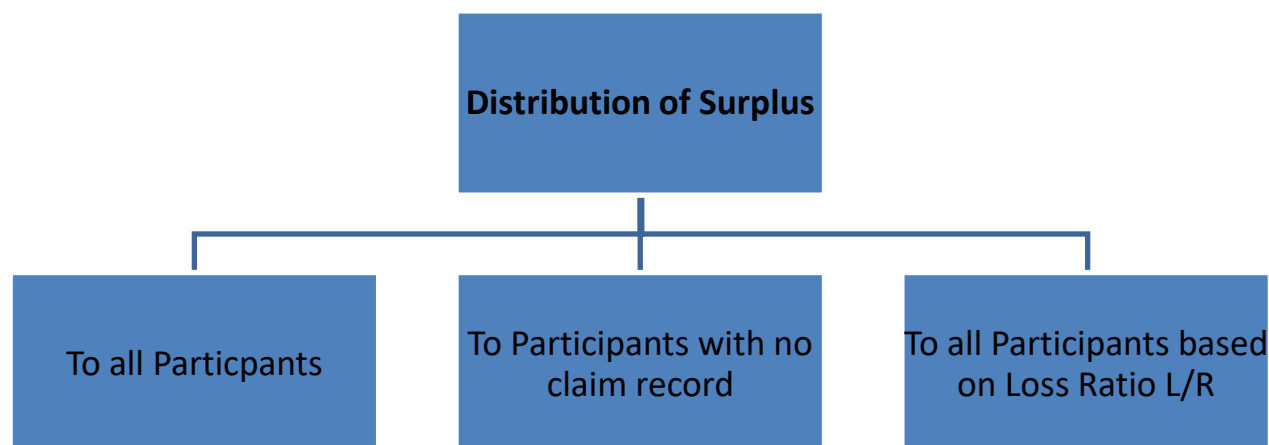 Distribution of Surplus
To all Particpants
To Participants with no
claim record
To all Participants based
on Loss Ratio L/R